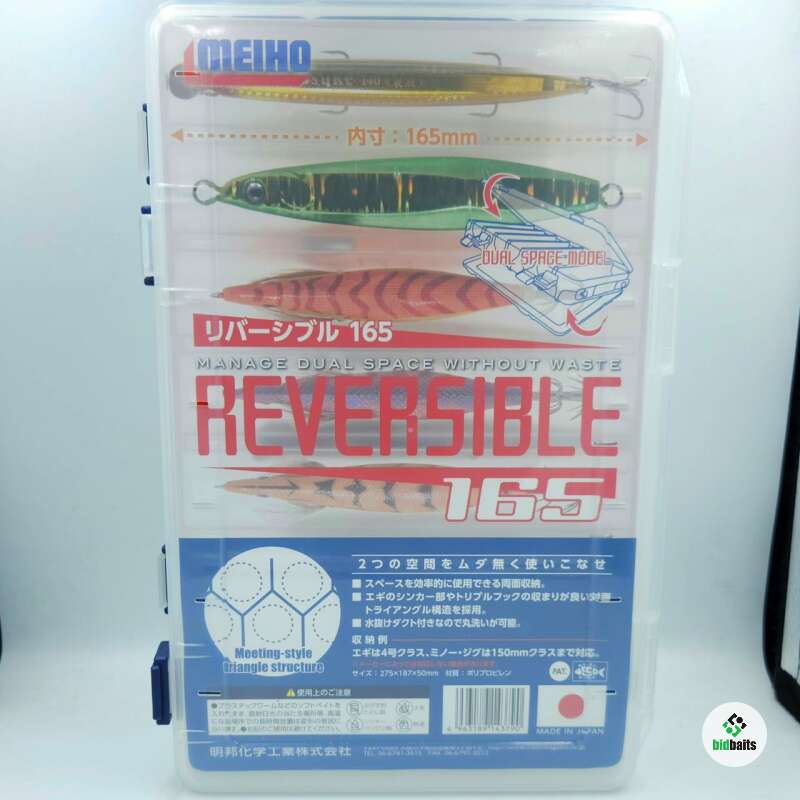 MEIHO
内寸：165mm
DUAL SPACE MODEL
リバーシブル 165
MANAGE DUAL SPACE WITHOUT WASTE
REVERSIBLE
165
2つの空間をムダ無く使いこなせ
■ スペースを効率的に使用できる両面収納。
■ エギのシンカー部やトリプルフックの収まりが良い対面
トライアングル構造を採用。
■ 水抜けダクト付きなので丸洗いが可能。
収納例
エギは4号クラス、ミノー・ジグは150mmクラスまで対応。
サイズ：275×187×50mm 材質：ポリプロピレン
Meeting-style
triangle structure
PAT.
使用上のご注意
4 963189 143790
MADE IN JAPAN
明邦化学工業株式会社
bidbaits